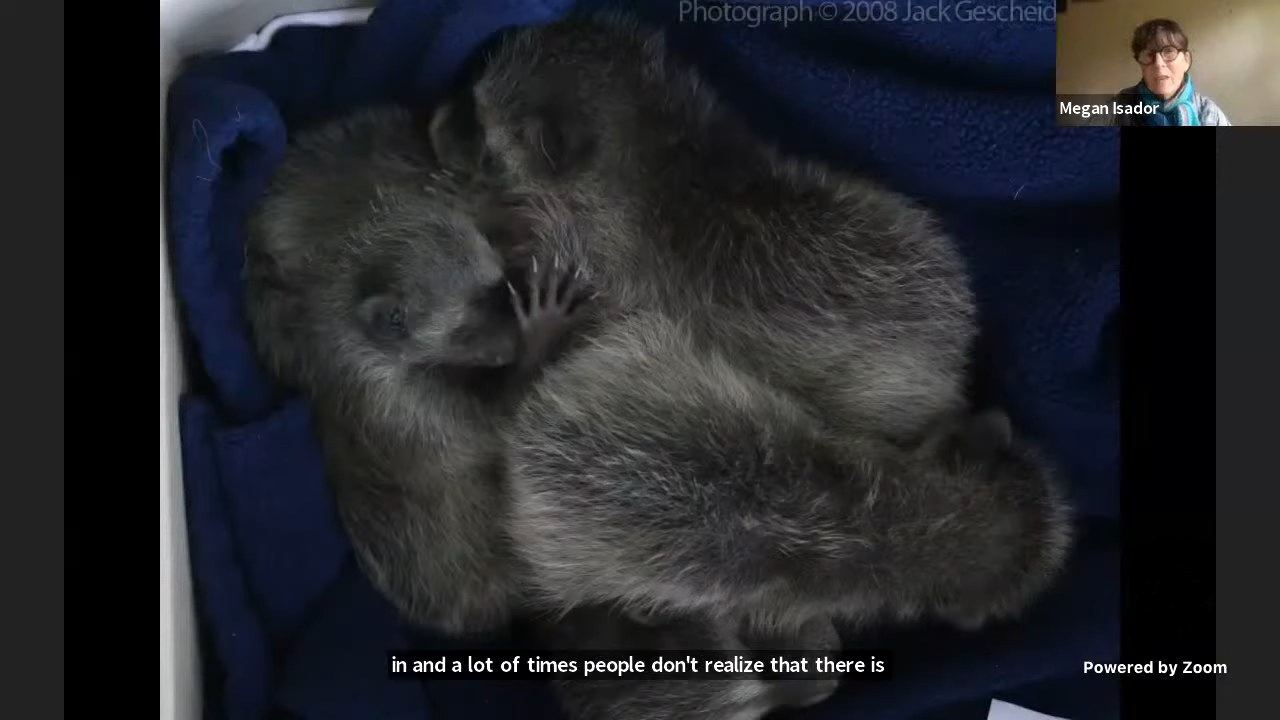 Photograph © 2008 Jack Gescheid
Megan Isador
in and a lot of times people don't realize that there is
Powered by Zoom